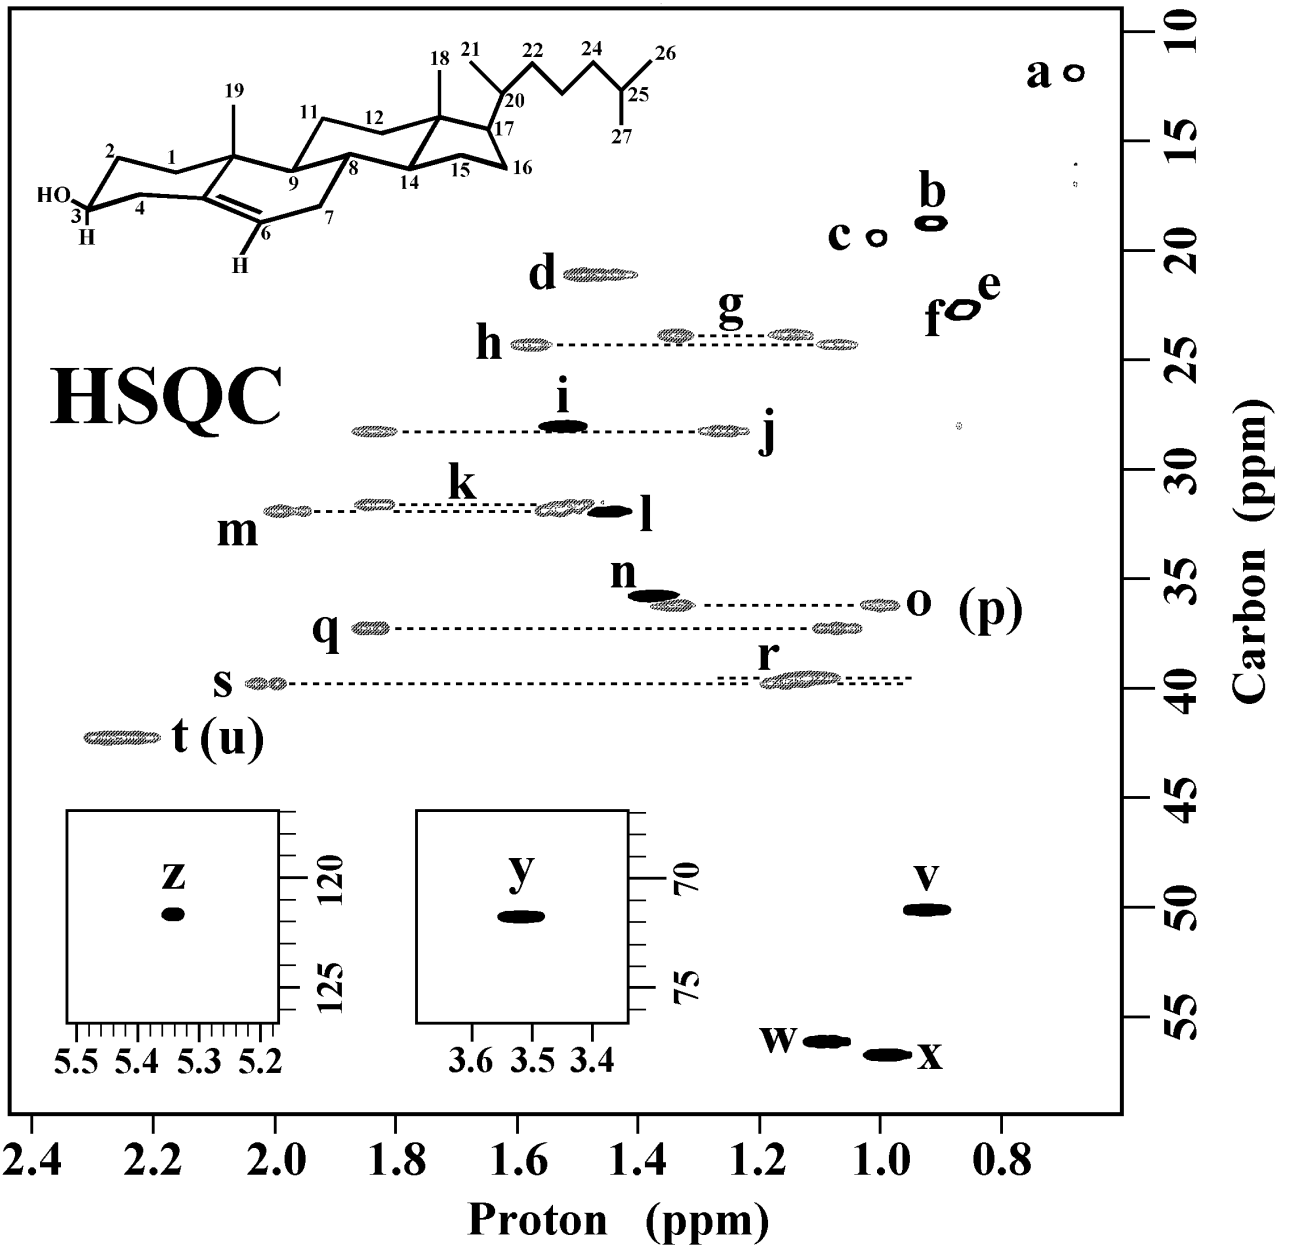 21 22 24 26
18
19 20 25
11 12 17 27
2 1 16
9 8 14 15
HO 3 4 7
H 6
H
HSQC
a
b
c
d
e
f
g
h
i
j
k
l
m
n
o (p)
q
r
s
t (u)
v
w
x
y
z
120
125
5.5 5.4 5.3 5.2
70
75
3.6 3.5 3.4
10
15
20
25
30
35
40
45
50
55
Carbon (ppm)
2.4 2.2 2.0 1.8 1.6 1.4 1.2 1.0 0.8
Proton (ppm)